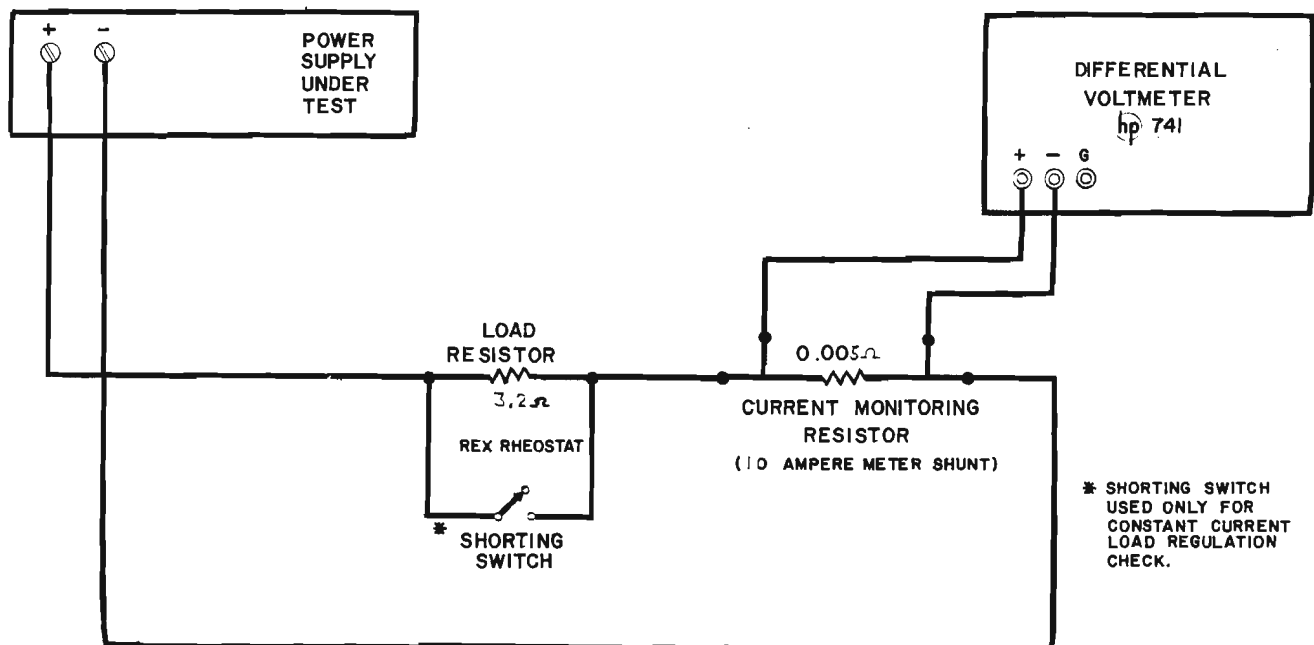 + -
POWER
SUPPLY
UNDER
TEST
DIFFERENTIAL
VOLTMETER
hp 741
+ - G
LOAD
RESISTOR
3.2Ω
REX RHEOSTAT
* SHORTING
SWITCH
0.005Ω
CURRENT MONITORING
RESISTOR
(10 AMPERE METER SHUNT)
* SHORTING SWITCH
USED ONLY FOR
CONSTANT CURRENT
LOAD REGULATION
CHECK.